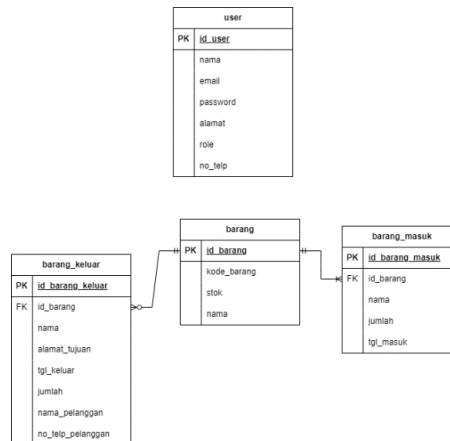 user
PK id_user
nama
email
password
alamat
role
no_telp
barang
PK id_barang
kode_barang
stok
nama
barang_masuk
PK id_barang_masuk
FK id_barang
nama
jumlah
tgl_masuk
barang_keluar
PK id_barang_keluar
FK id_barang
nama
alamat_tujuan
tgl_keluar
jumlah
nama_pelanggan
no_telp_pelanggan